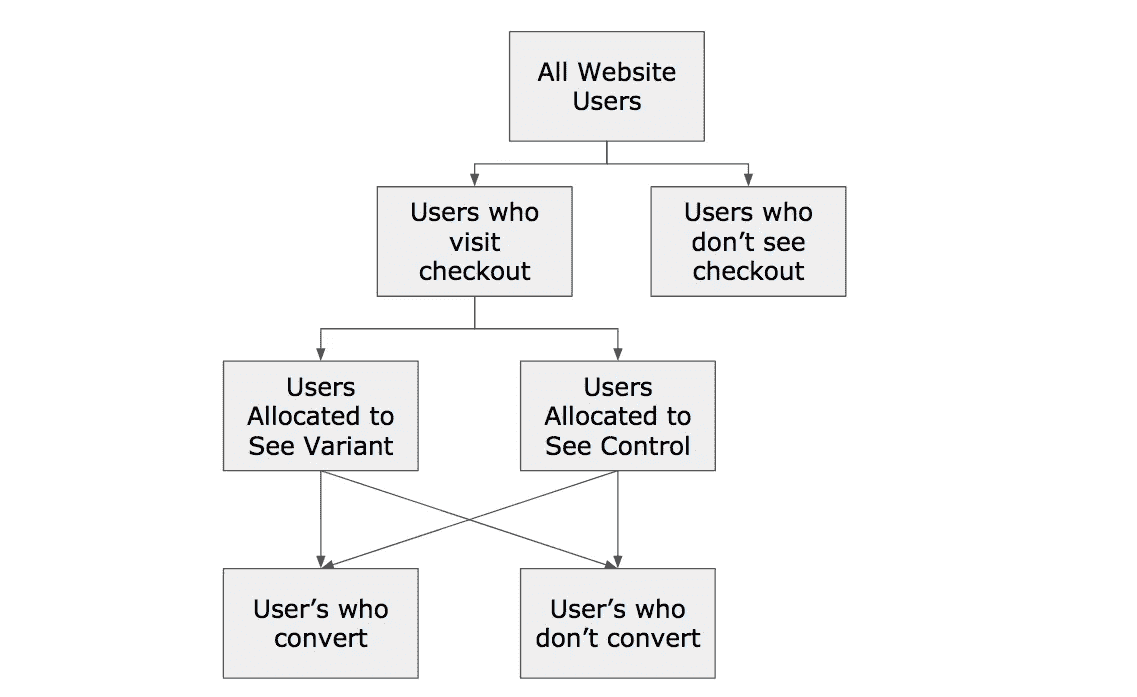 All Website
Users
Users who
visit
checkout
Users who
don’t see
checkout
Users
Allocated to
See Variant
Users
Allocated to
See Control
User’s who
convert
User’s who
don’t convert